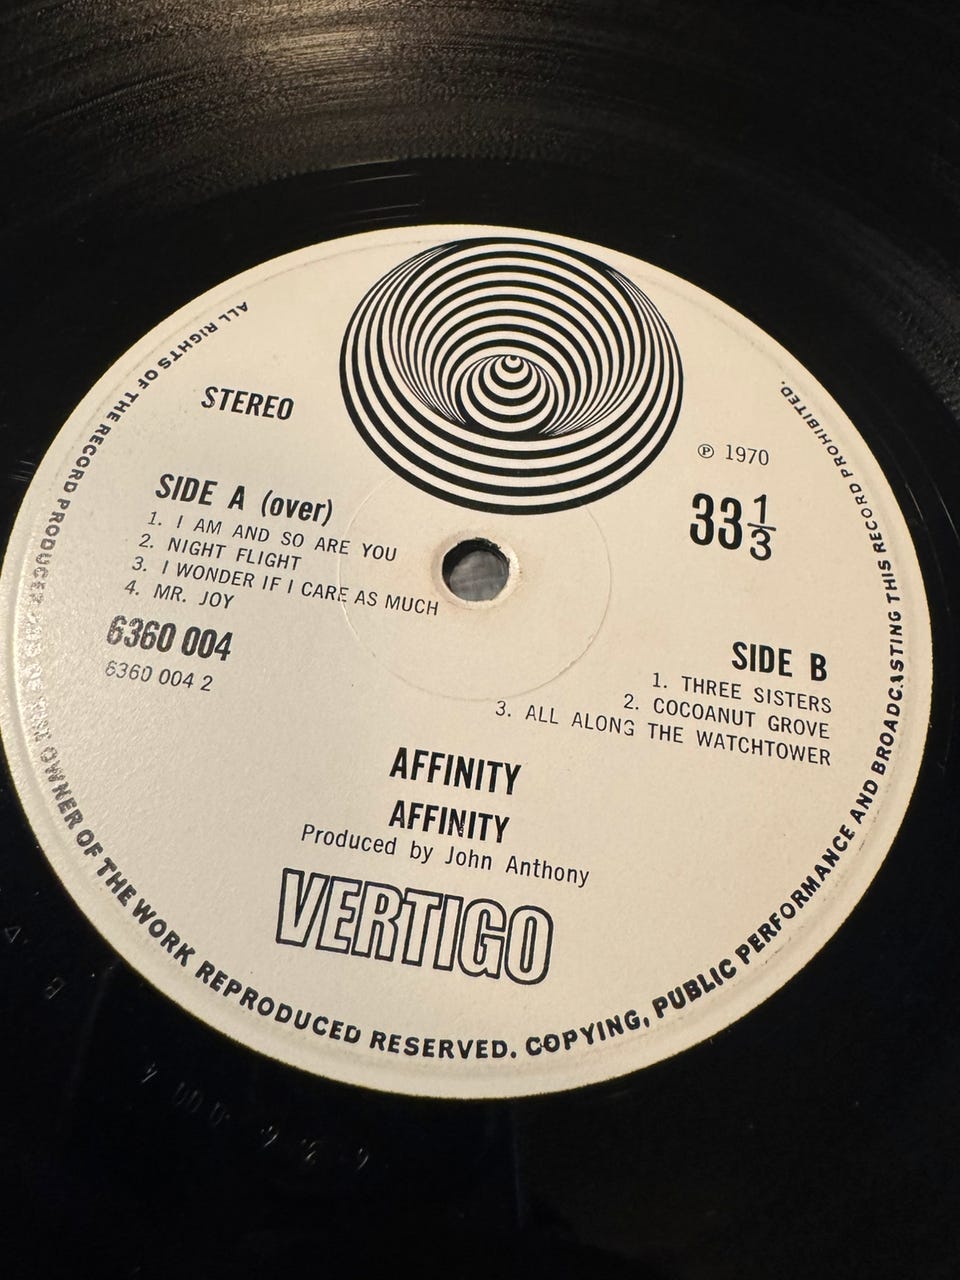 ALL RIGHTS OF THE RECORD PRODUCER AND OF THE OWNER OF THE WORK REPRODUCED RESERVED. COPYING, PUBLIC PERFORMANCE AND BROADCASTING THIS RECORD PROHIBITED.
STEREO
℗ 1970
33 1/3
SIDE A (over)
1. I AM AND SO ARE YOU
2. NIGHT FLIGHT
3. I WONDER IF I CARE AS MUCH
4. MR. JOY
6360 004
6360 004 2
SIDE B
1. THREE SISTERS
2. COCOANUT GROVE
3. ALL ALONG THE WATCHTOWER
AFFINITY
AFFINITY
Produced by John Anthony
VERTIGO